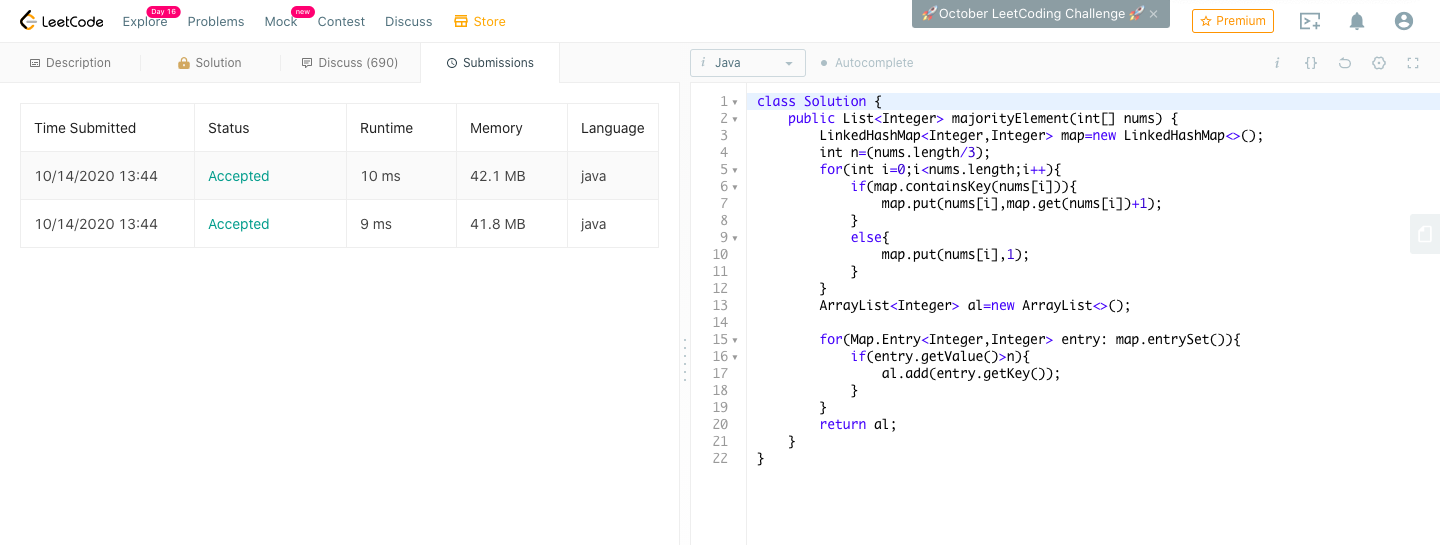 LeetCode Explore Day 16 Problems Mock new Contest Discuss Store 🚀October LeetCoding Challenge 🚀 × Premium
Description Solution Discuss (690) Submissions
i Java Autocomplete i {}
Time Submitted Status Runtime Memory Language
10/14/2020 13:44 Accepted 10 ms 42.1 MB java
10/14/2020 13:44 Accepted 9 ms 41.8 MB java
1 class Solution {
2     public List<Integer> majorityElement(int[] nums) {
3         LinkedHashMap<Integer,Integer> map=new LinkedHashMap<>();
4         int n=(nums.length/3);
5         for(int i=0;i<nums.length;i++){
6             if(map.containsKey(nums[i])){
7                 map.put(nums[i],map.get(nums[i])+1);
8             }
9             else{
10                 map.put(nums[i],1);
11             }
12         }
13         ArrayList<Integer> al=new ArrayList<>();
14
15         for(Map.Entry<Integer,Integer> entry: map.entrySet()){
16             if(entry.getValue()>n){
17                 al.add(entry.getKey());
18             }
19         }
20         return al;
21     }
22 }